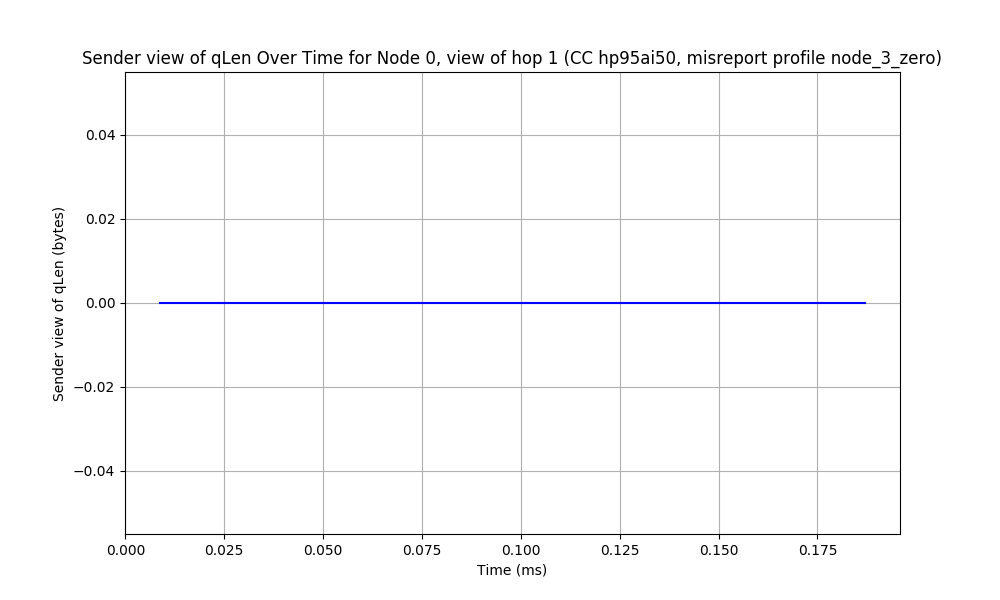 Sender view of qLen Over Time for Node 0, view of hop 1 (CC hp95ai50, misreport profile node_3_zero)
Sender view of qLen (bytes)
0.04
0.02
0.00
−0.02
−0.04
0.000 0.025 0.050 0.075 0.100 0.125 0.150 0.175
Time (ms)